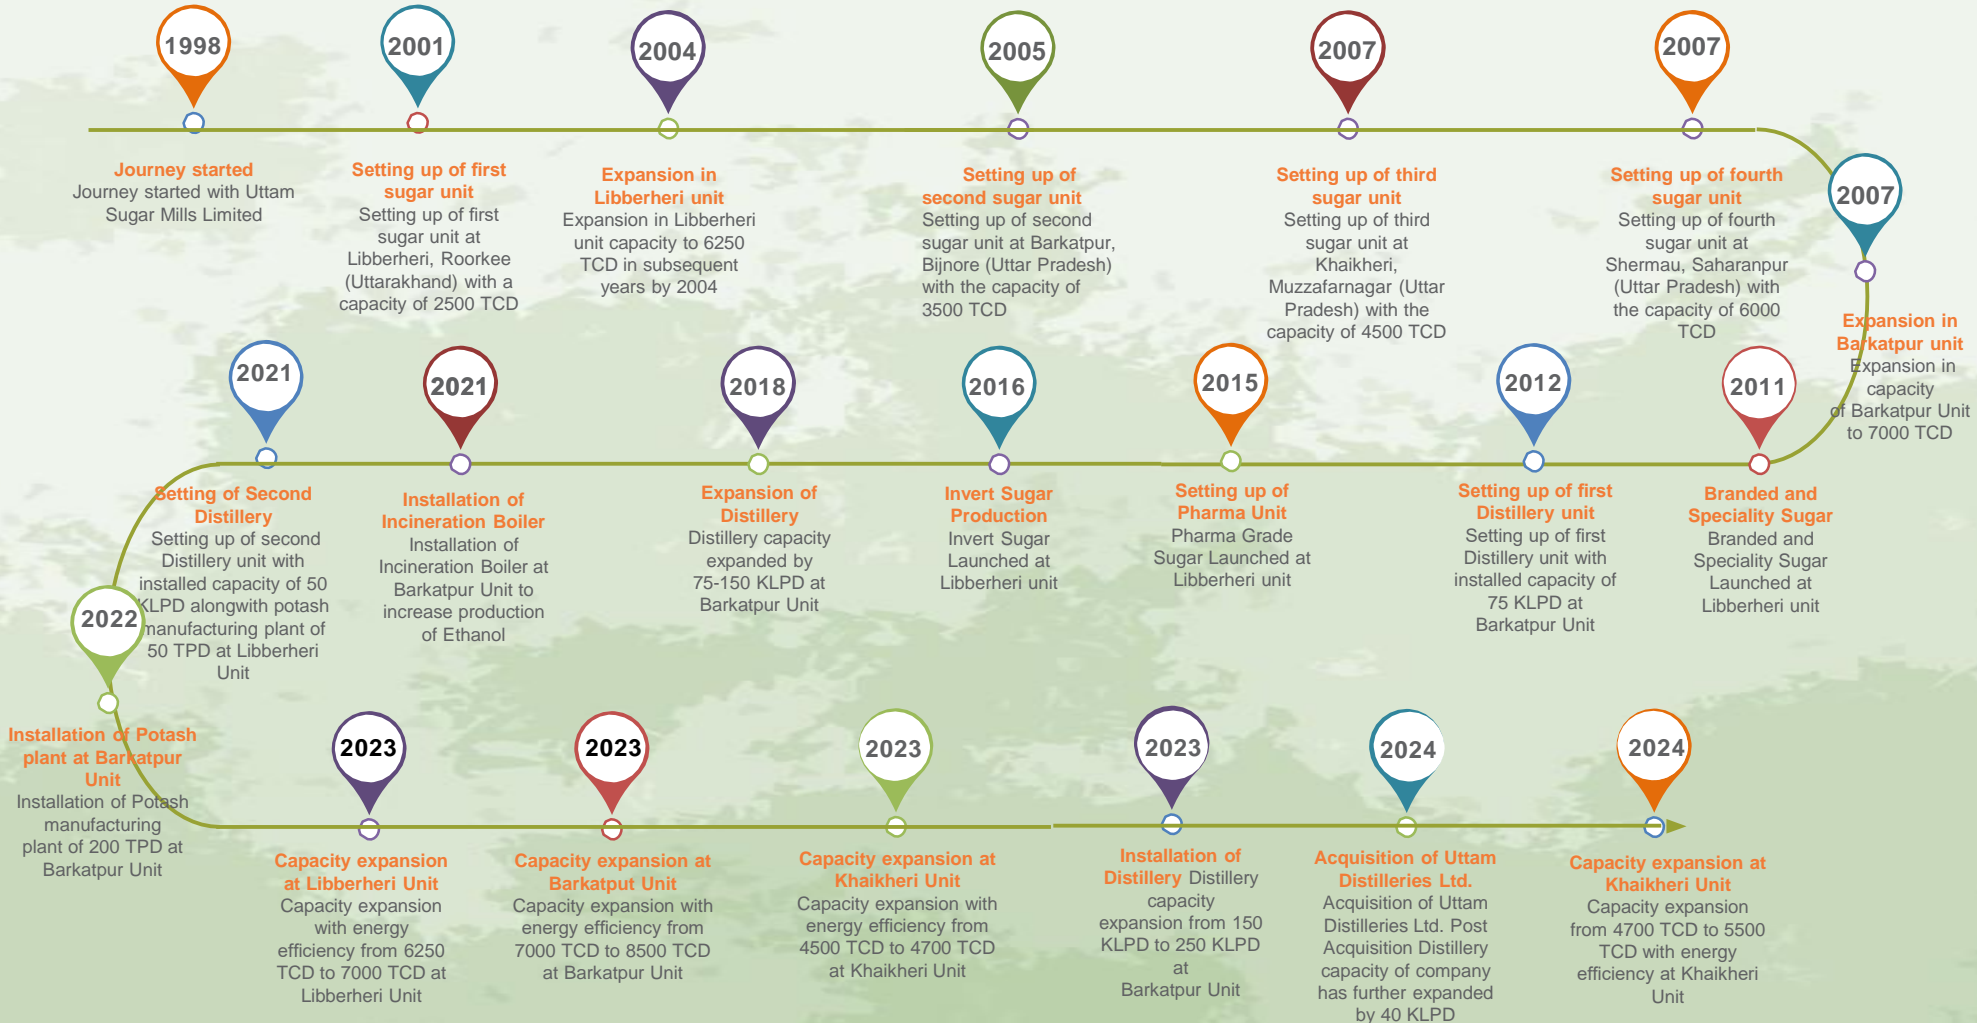 1998
Journey started
Journey started with Uttam
Sugar Mills Limited
2001
Setting up of first
sugar unit
Setting up of first
sugar unit at
Libberheri, Roorkee
(Uttarakhand) with a
capacity of 2500 TCD
2004
Expansion in
Libberheri unit
Expansion in Libberheri
unit capacity to 6250
TCD in subsequent
years by 2004
2005
Setting up of
second sugar unit
Setting up of second
sugar unit at Barkatpur,
Bijnore (Uttar Pradesh)
with the capacity of
3500 TCD
2007
Setting up of third
sugar unit
Setting up of third
sugar unit at
Khaikheri,
Muzzafarnagar (Uttar
Pradesh) with the
capacity of 4500 TCD
2007
Setting up of fourth
sugar unit
Setting up of fourth
sugar unit at
Shermau, Saharanpur
(Uttar Pradesh) with
the capacity of 6000
TCD
2007
Expansion in
Barkatpur unit
Expansion in
capacity
of Barkatpur Unit
to 7000 TCD
2011
Branded and
Speciality Sugar
Branded and
Speciality Sugar
Launched at
Libberheri unit
2012
Setting up of first
Distillery unit
Setting up of first
Distillery unit with
installed capacity of
75 KLPD at
Barkatpur Unit
2015
Setting up of
Pharma Unit
Pharma Grade
Sugar Launched at
Libberheri unit
2016
Invert Sugar
Production
Invert Sugar
Launched at
Libberheri unit
2018
Expansion of
Distillery
Distillery capacity
expanded by
75-150 KLPD at
Barkatpur Unit
2021
Installation of
Incineration Boiler
Installation of
Incineration Boiler at
Barkatpur Unit to
increase production
of Ethanol
2021
Setting of Second
Distillery
Setting up of second
Distillery unit with
installed capacity of 50
KLPD alongwith potash
manufacturing plant of
50 TPD at Libberheri
Unit
2022
Installation of Potash
plant at Barkatpur
Unit
Installation of Potash
manufacturing
plant of 200 TPD at
Barkatpur Unit
2023
Capacity expansion
at Libberheri Unit
Capacity expansion
with energy
efficiency from 6250
TCD to 7000 TCD at
Libberheri Unit
2023
Capacity expansion at
Barkatput Unit
Capacity expansion with
energy efficiency from
7000 TCD to 8500 TCD
at Barkatpur Unit
2023
Capacity expansion at
Khaikheri Unit
Capacity expansion with
energy efficiency from
4500 TCD to 4700 TCD
at Khaikheri Unit
2023
Installation of
Distillery Distillery
capacity
expansion from 150
KLPD to 250 KLPD
at
Barkatpur Unit
2024
Acquisition of Uttam
Distilleries Ltd.
Acquisition of Uttam
Distilleries Ltd. Post
Acquisition Distillery
capacity of company
has further expanded
by 40 KLPD
2024
Capacity expansion at
Khaikheri Unit
Capacity expansion
from 4700 TCD to 5500
TCD with energy
efficiency at Khaikheri
Unit